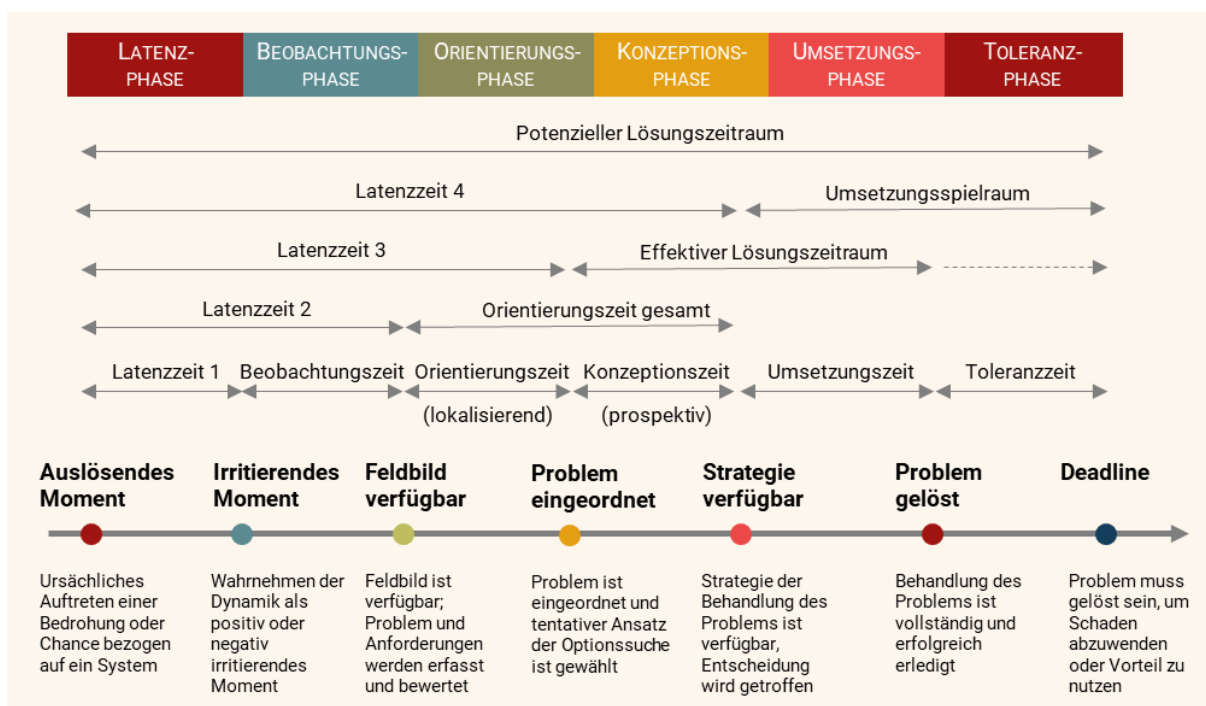 LATENZ-
PHASE
BEOBACHTUNGS-
PHASE
ORIENTIERUNGS-
PHASE
KONZEPTIONS-
PHASE
UMSETZUNGS-
PHASE
TOLERANZ-
PHASE
Potenzieller Lösungszeitraum
Latenzzeit 4
Umsetzungsspielraum
Latenzzeit 3
Effektiver Lösungszeitraum
Latenzzeit 2
Orientierungszeit gesamt
Latenzzeit 1
Beobachtungszeit
Orientierungszeit
(lokalisierend)
Konzeptionszeit
(prospektiv)
Umsetzungszeit
Toleranzzeit
Auslösendes
Moment
Irritierendes
Moment
Feldbild
verfügbar
Problem
eingeordnet
Strategie
verfügbar
Problem
gelöst
Deadline
Ursächliches
Auftreten einer
Bedrohung oder
Chance bezogen
auf ein System
Wahrnehmen der
Dynamik als
positiv oder
negativ
irritierendes
Moment
Feldbild ist
verfügbar;
Problem und
Anforderungen
werden erfasst
und bewertet
Problem ist
eingeordnet und
tentativer Ansatz
der Optionssuche
ist gewählt
Strategie der
Behandlung des
Problems ist
verfügbar,
Entscheidung
wird getroffen
Behandlung des
Problems ist
vollständig und
erfolgreich
erledigt
Problem muss
gelöst sein, um
Schaden
abzuwenden
oder Vorteil zu
nutzen